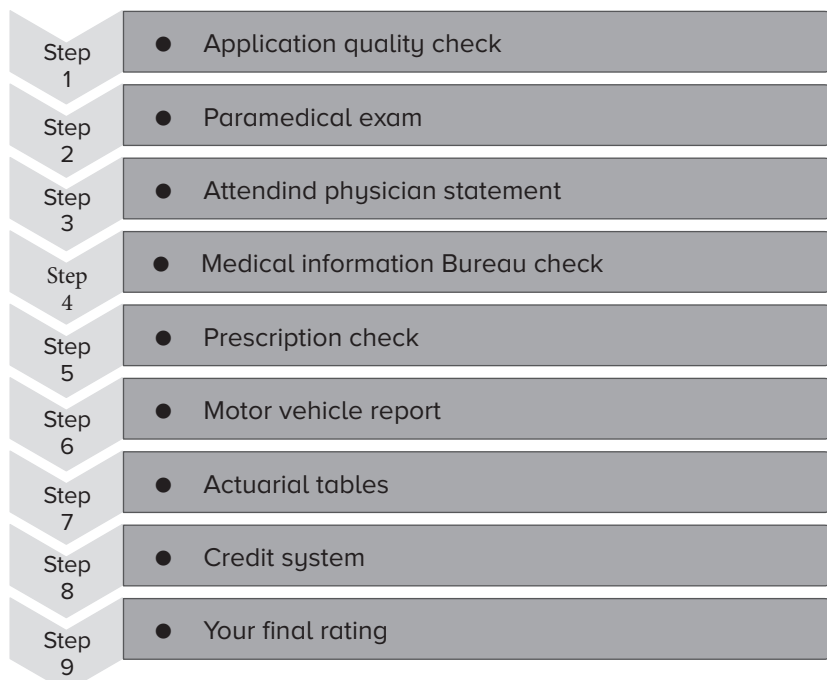 Step
1
● Application quality check
Step
2
● Paramedical exam
Step
3
● Attendind physician statement
Step
4
● Medical information Bureau check
Step
5
● Prescription check
Step
6
● Motor vehicle report
Step
7
● Actuarial tables
Step
8
● Credit system
Step
9
● Your final rating